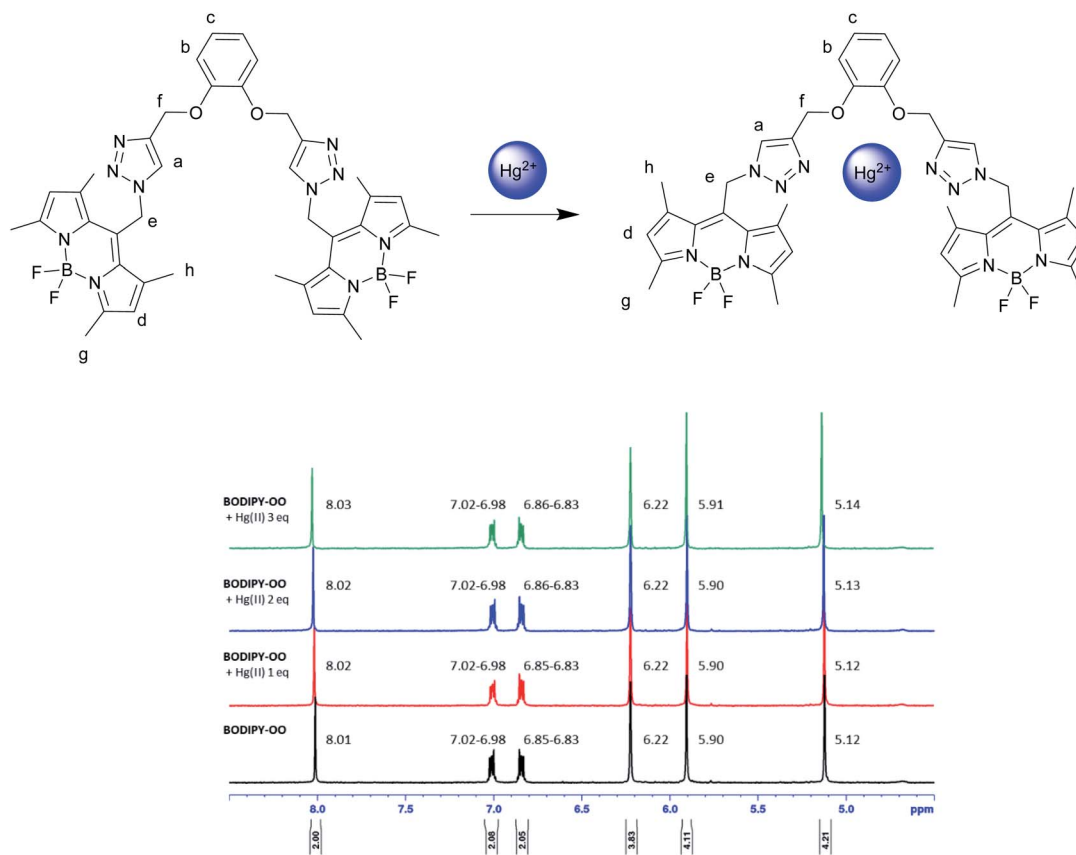 c
b
f
O
O
N
N
a
N
N
N
N
e
N
B
F
F
N
h
d
g
N
B
F
N
F
Hg2+
c
b
f
O
O
a
Hg2+
N
N
N
N
N
N
h
e
d
N
N
B
F
F
g
N
N
B
F
F
BODIPY-OO
+ Hg(II) 3 eq
8.03 7.02-6.98 6.86-6.83 6.22 5.91 5.14
BODIPY-OO
+ Hg(II) 2 eq
8.02 7.02-6.98 6.86-6.83 6.22 5.90 5.13
BODIPY-OO
+ Hg(II) 1 eq
8.02 7.02-6.98 6.85-6.83 6.22 5.90 5.12
BODIPY-OO
8.01 7.02-6.98 6.85-6.83 6.22 5.90 5.12
8.0 7.5 7.0 6.5 6.0 5.5 5.0 ppm
2.00 2.08 2.05 3.83 4.11 4.21